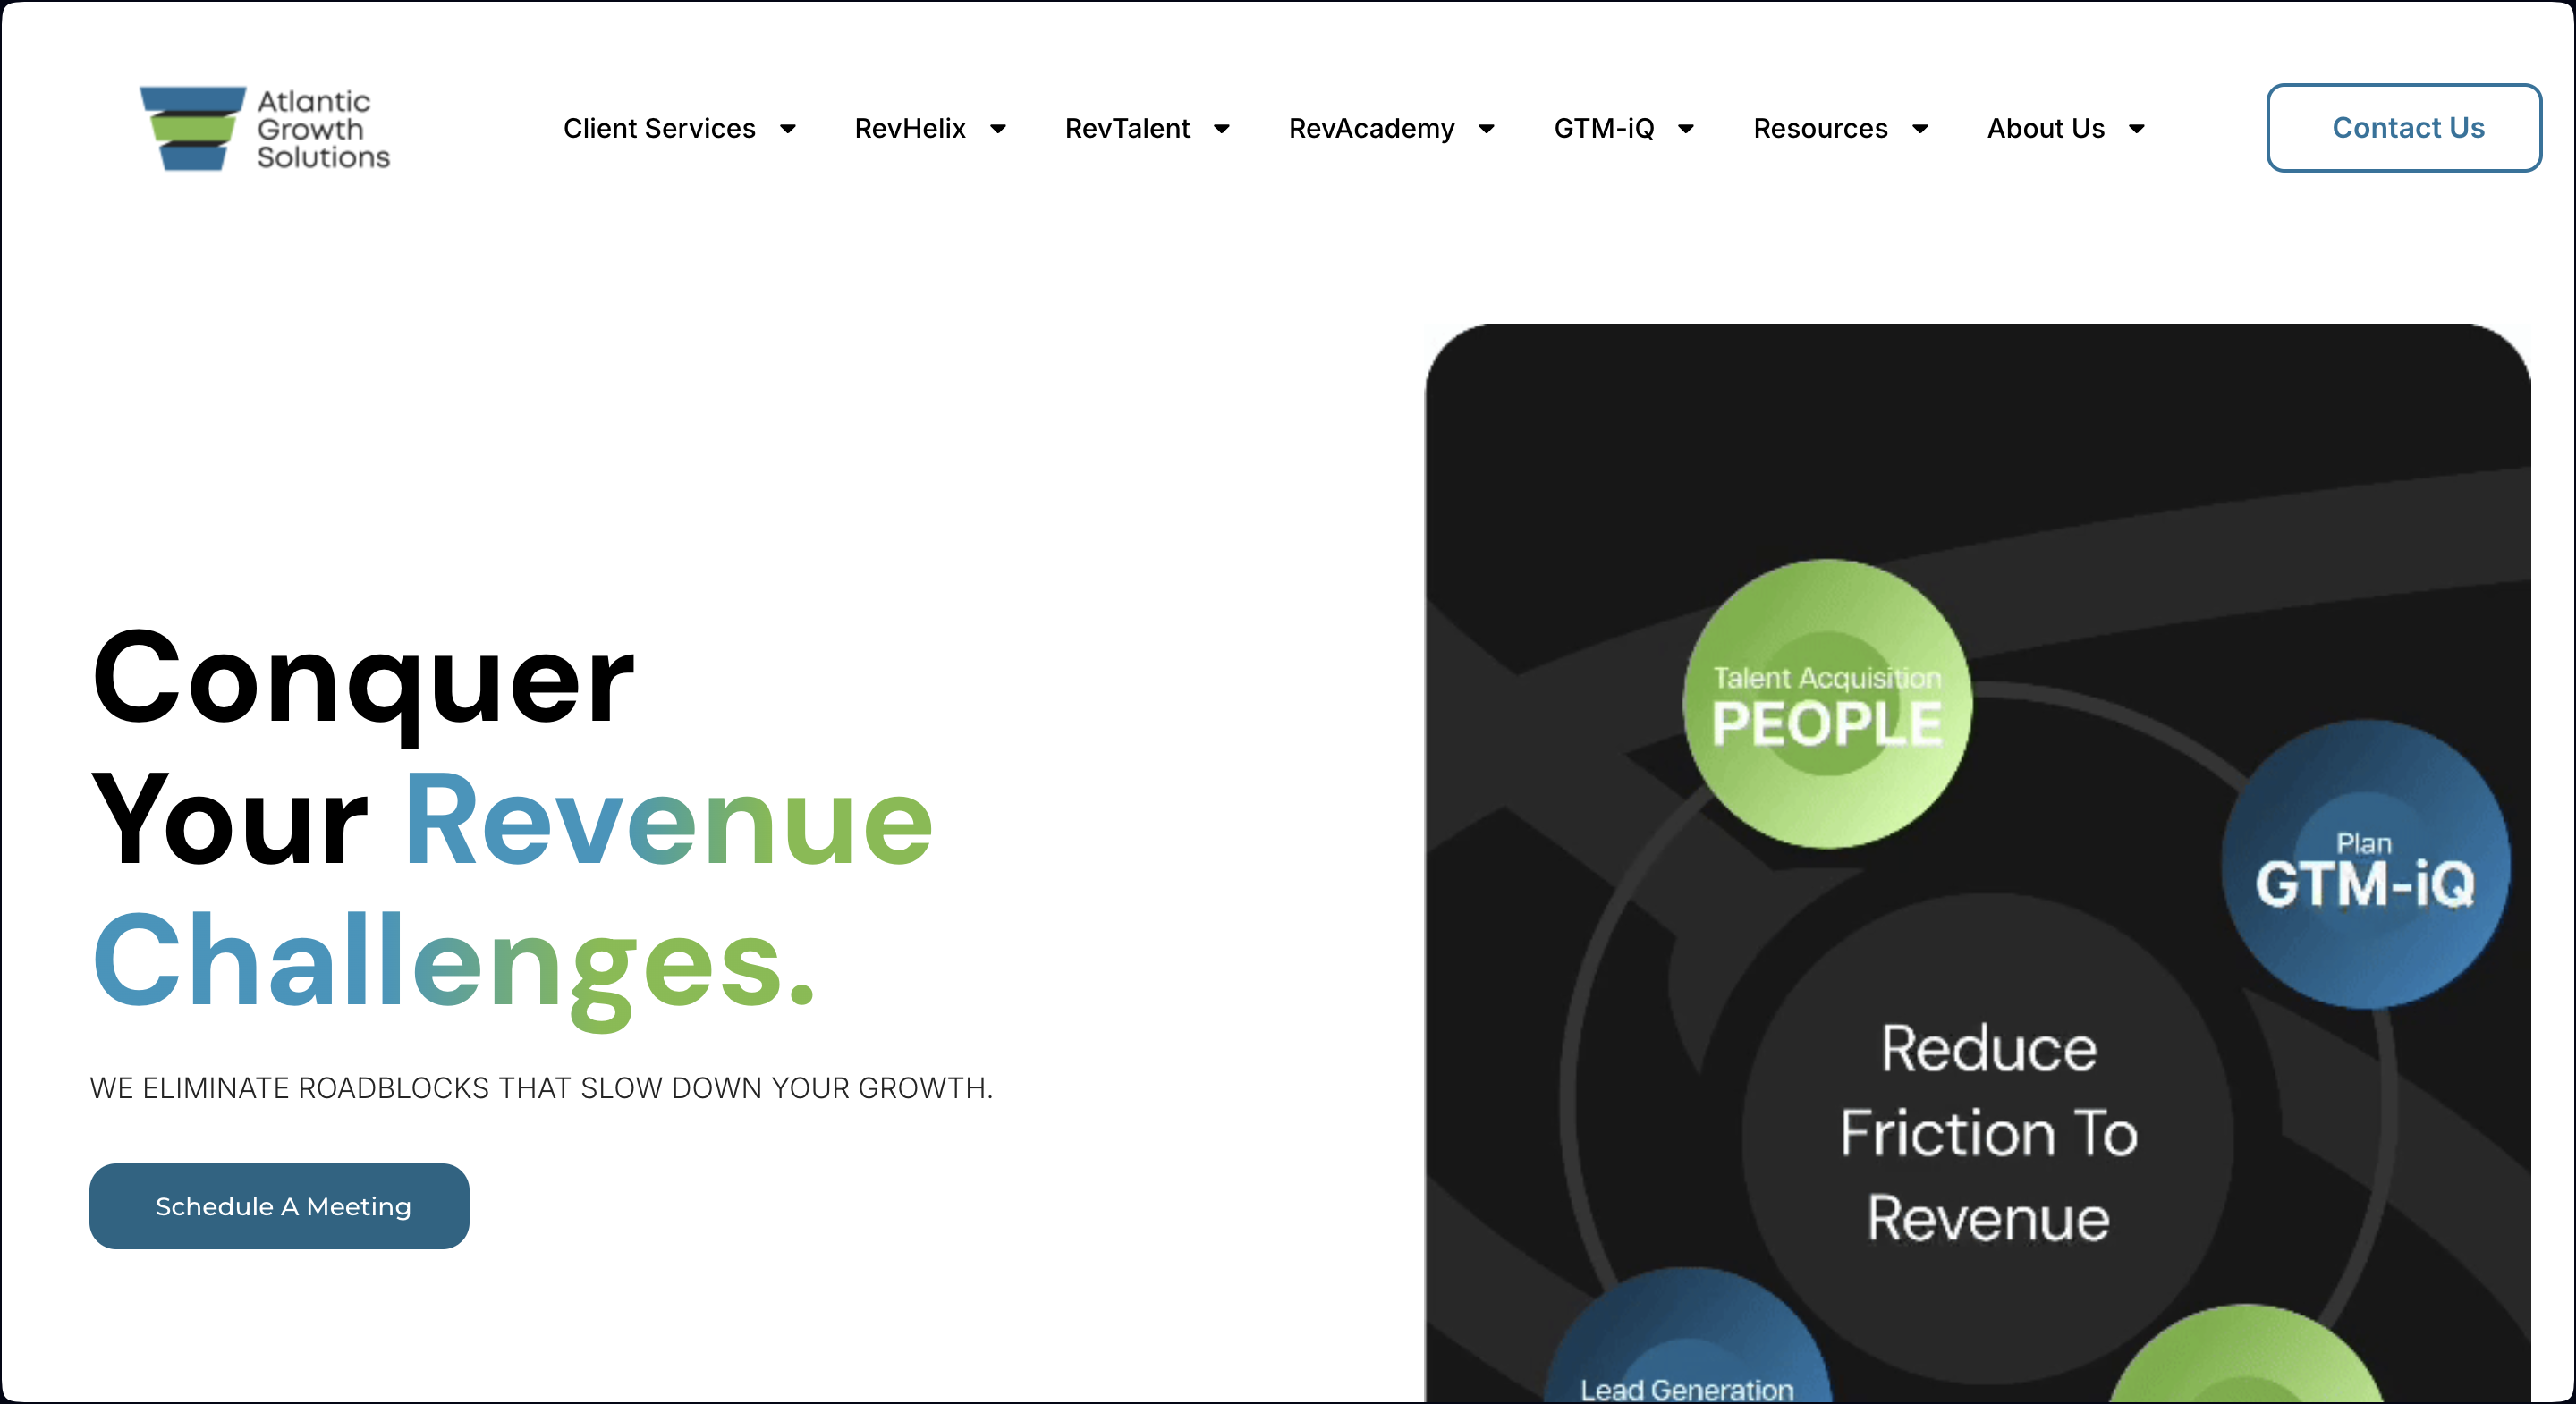 Atlantic
Growth
Solutions
Client Services
RevHelix
RevTalent
RevAcademy
GTM-iQ
Resources
About Us
Contact Us
Conquer
Your Revenue
Challenges.
WE ELIMINATE ROADBLOCKS THAT SLOW DOWN YOUR GROWTH.
Schedule A Meeting
Talent Acquisition
PEOPLE
Plan
GTM-iQ
Reduce
Friction To
Revenue
Lead Generation